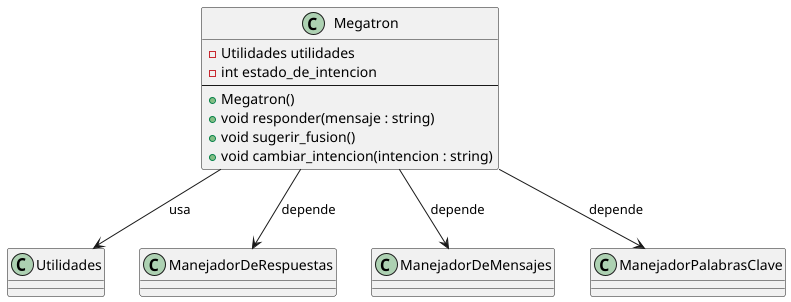 C Megatron
Utilidades utilidades
int estado_de_intencion
Megatron()
void responder(mensaje : string)
void sugerir_fusion()
void cambiar_intencion(intencion : string)
usa
depende
depende
depende
C Utilidades
C ManejadorDeRespuestas
C ManejadorDeMensajes
C ManejadorPalabrasClave